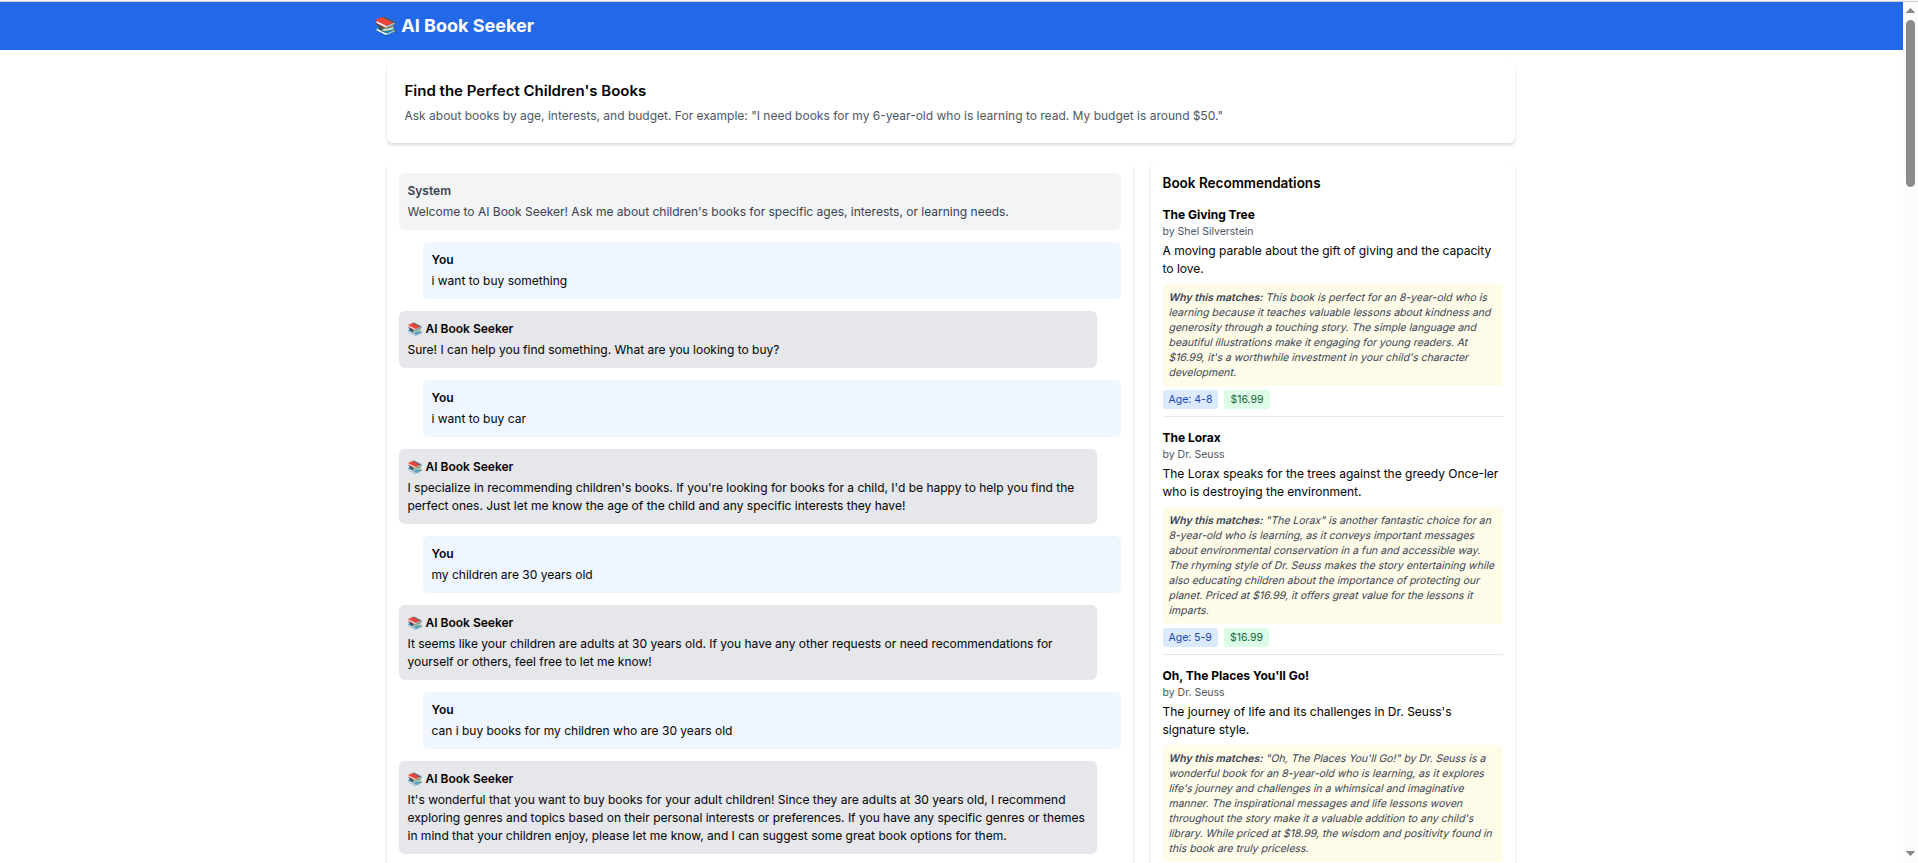 📚 AI Book Seeker
Find the Perfect Children's Books
Ask about books by age, interests, and budget. For example: "I need books for my 6-year-old who is learning to read. My budget is around $50."
System
Welcome to AI Book Seeker! Ask me about children's books for specific ages, interests, or learning needs.
You
i want to buy something
📚 AI Book Seeker
Sure! I can help you find something. What are you looking to buy?
You
i want to buy car
📚 AI Book Seeker
I specialize in recommending children's books. If you're looking for books for a child, I'd be happy to help you find the
perfect ones. Just let me know the age of the child and any specific interests they have!
You
my children are 30 years old
📚 AI Book Seeker
It seems like your children are adults at 30 years old. If you have any other requests or need recommendations for
yourself or others, feel free to let me know!
You
can i buy books for my children who are 30 years old
📚 AI Book Seeker
It's wonderful that you want to buy books for your adult children! Since they are adults at 30 years old, I recommend
exploring genres and topics based on their personal interests or preferences. If you have any specific genres or themes
in mind that your children enjoy, please let me know, and I can suggest some great book options for them.
Book Recommendations
The Giving Tree
by Shel Silverstein
A moving parable about the gift of giving and the capacity
to love.
Why this matches: This book is perfect for an 8-year-old who is
learning because it teaches valuable lessons about kindness and
generosity through a touching story. The simple language and
beautiful illustrations make it engaging for young readers. At
$16.99, it's a worthwhile investment in your child's character
development.
Age: 4-8 $16.99
The Lorax
by Dr. Seuss
The Lorax speaks for the trees against the greedy Once-ler
who is destroying the environment.
Why this matches: "The Lorax" is another fantastic choice for an
8-year-old who is learning, as it conveys important messages
about environmental conservation in a fun and accessible way.
The rhyming style of Dr. Seuss makes the story entertaining while
also educating children about the importance of protecting our
planet. Priced at $16.99, it offers great value for the lessons it
imparts.
Age: 5-9 $16.99
Oh, The Places You'll Go!
by Dr. Seuss
The journey of life and its challenges in Dr. Seuss's
signature style.
Why this matches: "Oh, The Places You'll Go!" by Dr. Seuss is a
wonderful book for an 8-year-old who is learning, as it explores
life's journey and challenges in a whimsical and imaginative
manner. The inspirational messages and life lessons woven
throughout the story make it a valuable addition to any child's
library. While priced at $18.99, the wisdom and positivity found in
this book are truly priceless.